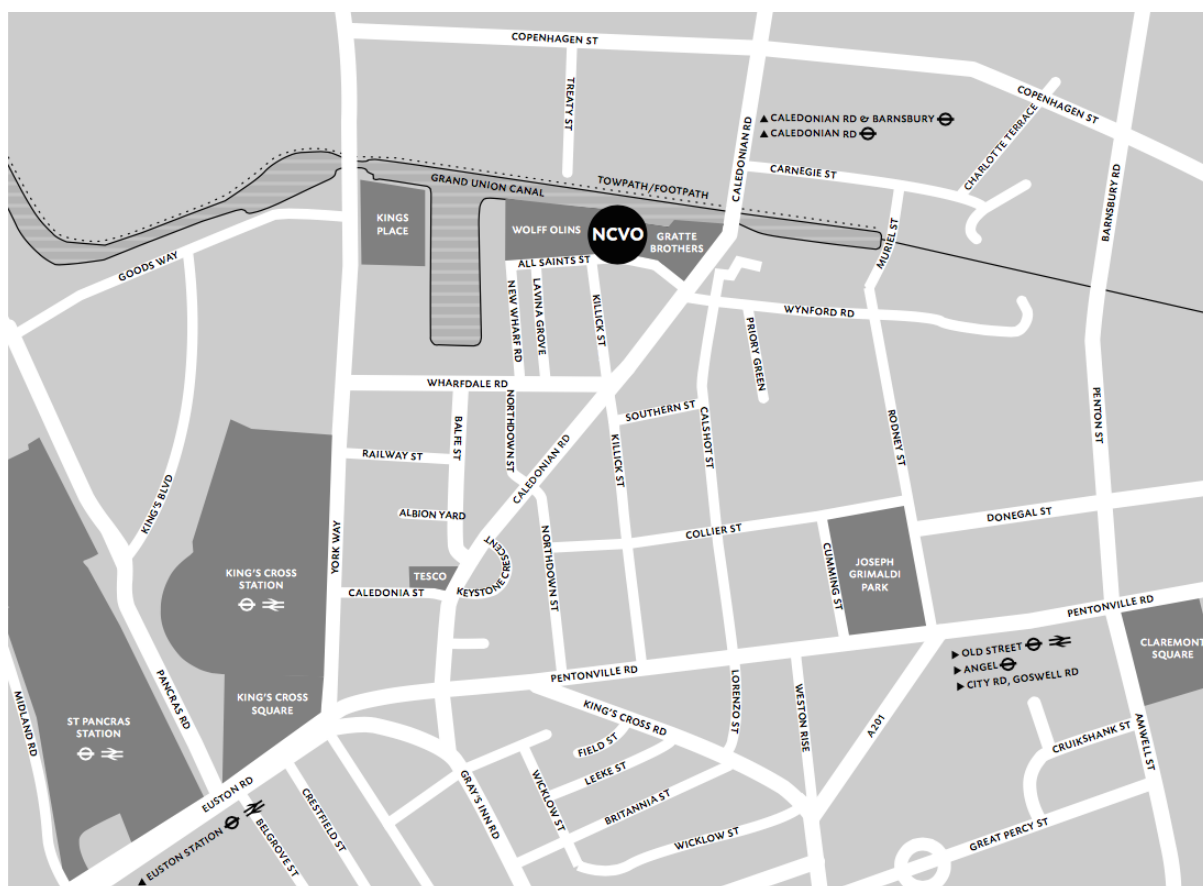 COPENHAGEN ST
TREATY ST
CALEDONIAN RD
CALEDONIAN RD & BARNSBURY
CALEDONIAN RD
COPENHAGEN ST
CHARLOTTE TERRACE
CARNEGIE ST
BARNSBURY RD
GRAND UNION CANAL
TOWPATH/FOOTPATH
KINGS
PLACE
WOLFF OLINS
NCVO
GRATTE
BROTHERS
MURIEL ST
GOODS WAY
ALL SAINTS ST
NEW WHARF RD
LAVINA GROVE
KILLICK ST
WYNFORD RD
PRIORY GREEN
WHARFDALE RD
BALFE ST
NORTHDOWN ST
SOUTHERN ST
CALSHOT ST
RODNEY ST
PENTON ST
RAILWAY ST
CALEDONIAN RD
KILLICK ST
KING'S BLVD
YORK WAY
ALBION YARD
COLLIER ST
DONEGAL ST
KEYSTONE CRESCENT
NORTHDOWN ST
CUMMING ST
JOSEPH
GRIMALDI
PARK
KING'S CROSS
STATION
TESCO
CALEDONIA ST
PENTONVILLE RD
OLD STREET
ANGEL
CITY RD, GOSWELL RD
CLAREMONT
SQUARE
PENTONVILLE RD
MIDLAND RD
PANCRAS RD
KING'S CROSS
SQUARE
ST PANCRAS
STATION
KING'S CROSS RD
LORENZO ST
WESTON RISE
A201
AMWELL ST
CRUIKSHANK ST
FIELD ST
LEEKE ST
EUSTON RD
GRAY'S INN RD
WICKLOW ST
BRITANNIA ST
CRESTFIELD ST
BELGROVE ST
EUSTON STATION
WICKLOW ST
GREAT PERCY ST